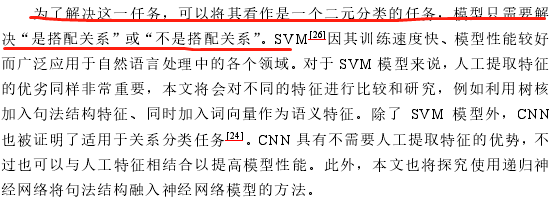 为了解决这一任务，可以将其看作是一个二元分类的任务，模型只需要解
决“是搭配关系”或“不是搭配关系”。SVM[26]因其训练速度快、模型性能较好
而广泛应用于自然语言处理中的各个领域。对于 SVM 模型来说，人工提取特征
的优劣同样非常重要，本文将会对不同的特征进行比较和研究，例如利用树核
加入句法结构特征、同时加入词向量作为语义特征。除了 SVM 模型外，CNN
也被证明了适用于关系分类任务[24]。CNN 具有不需要人工提取特征的优势，不
过也可以与人工特征相结合以提高模型性能。此外，本文也将探究使用递归神
经网络将句法结构融入神经网络模型的方法。